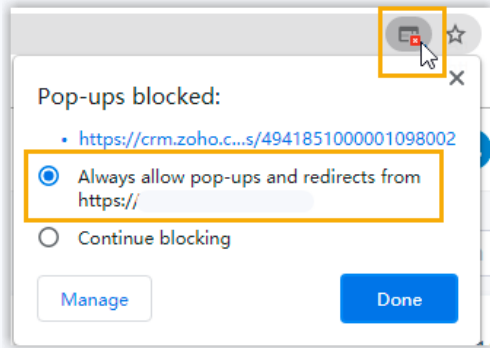 Pop-ups blocked:
• https://crm.zoho.c...s/4941851000001098002
Always allow pop-ups and redirects from
https://
Continue blocking
Manage
Done